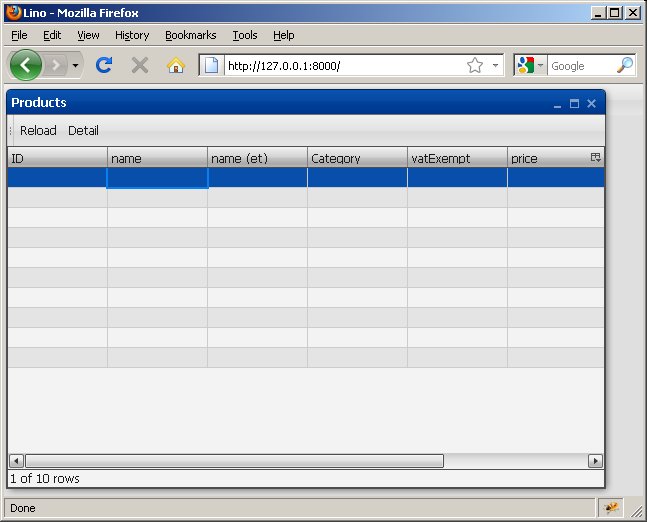 Lino - Mozilla Firefox
File Edit View History Bookmarks Tools Help
http://127.0.0.1:8000/ Google
Products
Reload Detail
ID name name (et) Category vatExempt price
1 of 10 rows
Done